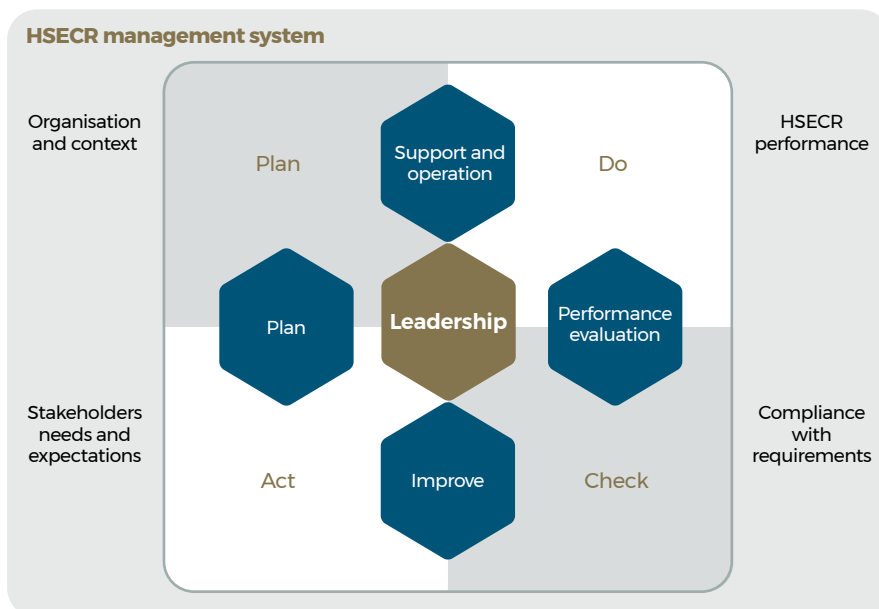 HSECR management system
Organisation
and context
Plan
Support and
operation
Do
HSECR
performance
Plan
Leadership
Performance
evaluation
Stakeholders
needs and
expectations
Act
Improve
Check
Compliance
with
requirements